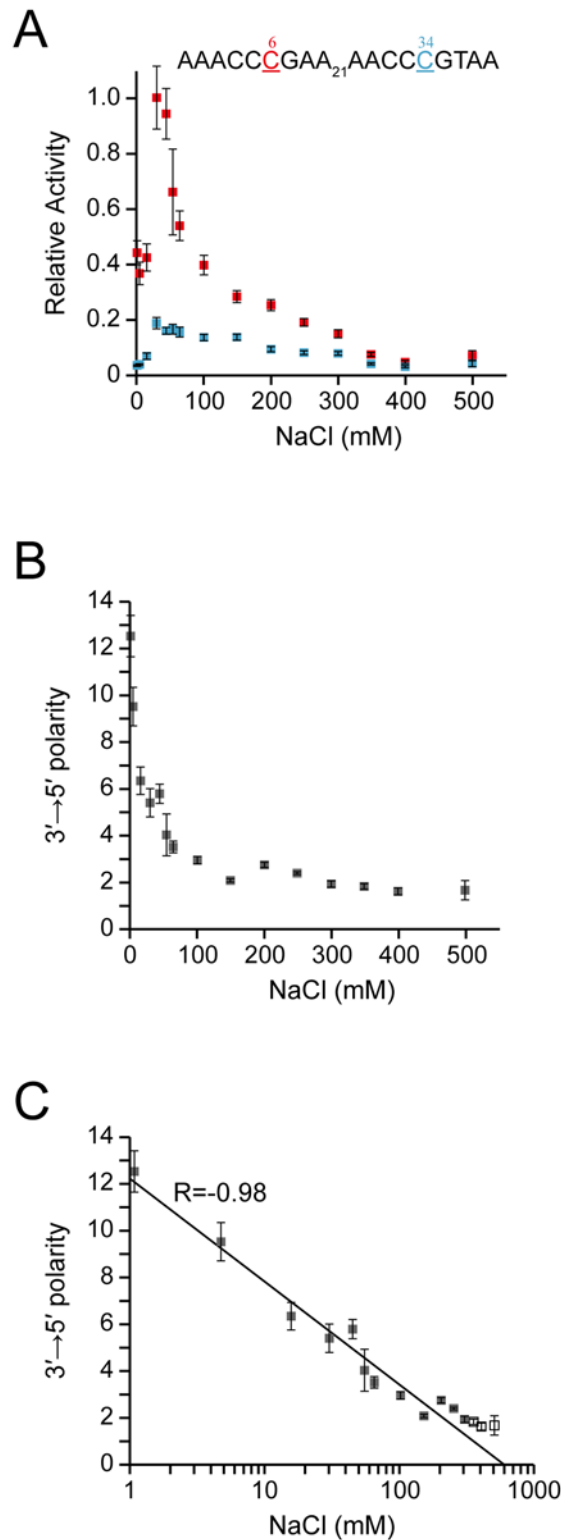 A
6 34
AAACCCGAA21AACCCGTAA
Relative Activity
1.0
0.8
0.6
0.4
0.2
0
0 100 200 300 400 500
NaCl (mM)
B
3′→5′ polarity
14
12
10
8
6
4
2
0
0 100 200 300 400 500
NaCl (mM)
C
3′→5′ polarity
14
12
10
8
6
4
2
0
R=-0.98
1 10 100 1000
NaCl (mM)